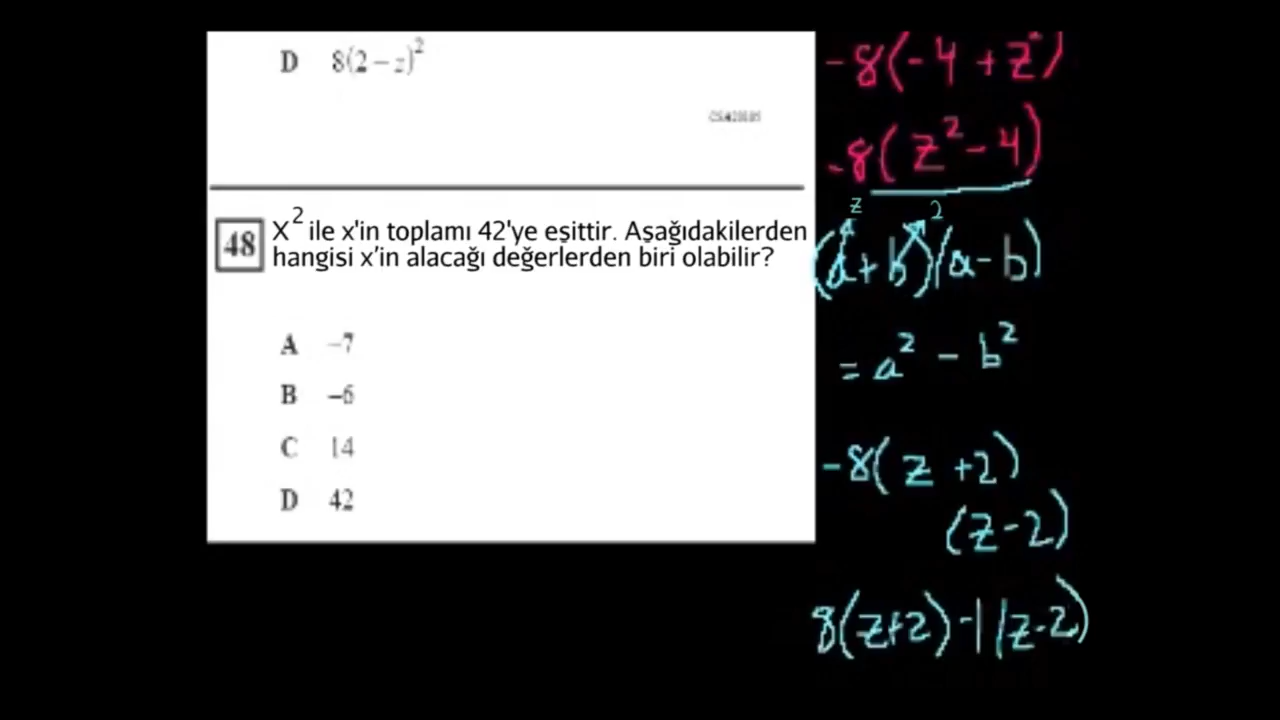 D 8(2 – z)²
48 X² ile x'in toplamı 42'ye eşittir. Aşağıdakilerden
hangisi x'in alacağı değerlerden biri olabilir?
A –7
B –6
C 14
D 42
-8(-4 + z²)
-8(z² - 4)
z 2
(a+b)(a-b)
= a² - b²
-8(z +2)
(z-2)
8(z+2)-1(z-2)